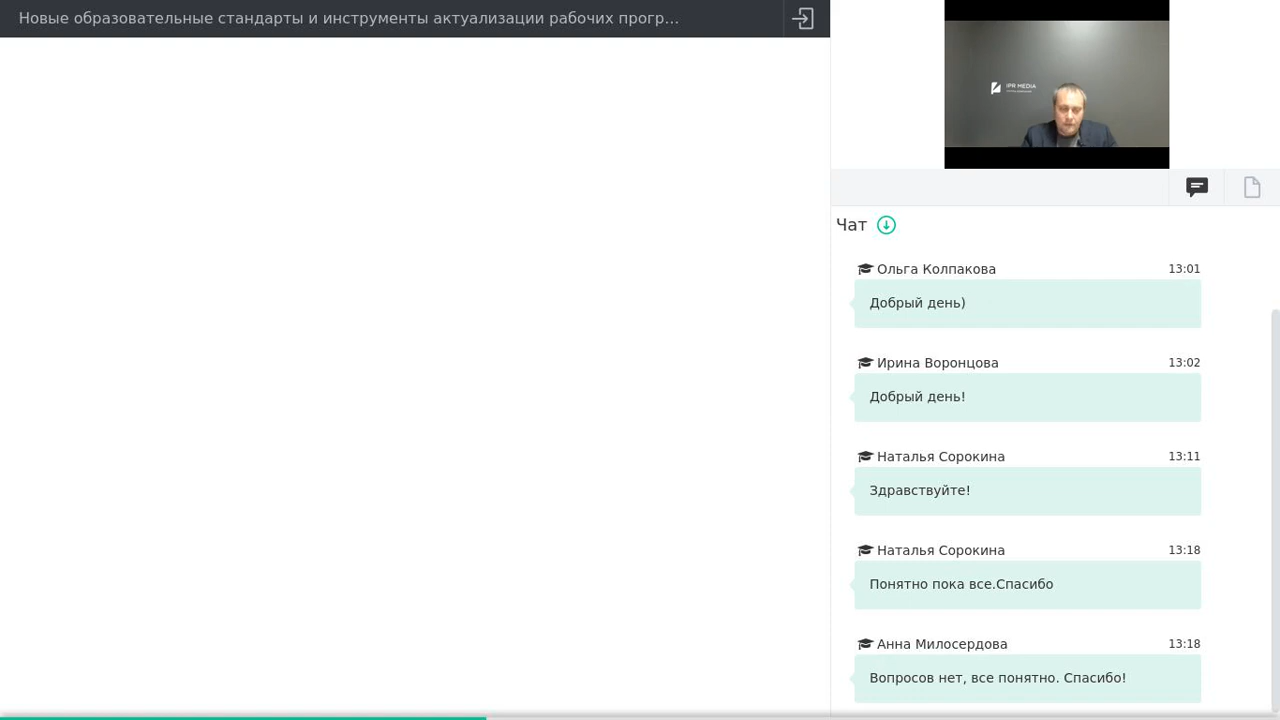 Новые образовательные стандарты и инструменты актуализации рабочих прогр...
IPR MEDIA
Чат
Ольга Колпакова 13:01
Добрый день)
Ирина Воронцова 13:02
Добрый день!
Наталья Сорокина 13:11
Здравствуйте!
Наталья Сорокина 13:18
Понятно пока все.Спасибо
Анна Милосердова 13:18
Вопросов нет, все понятно. Спасибо!